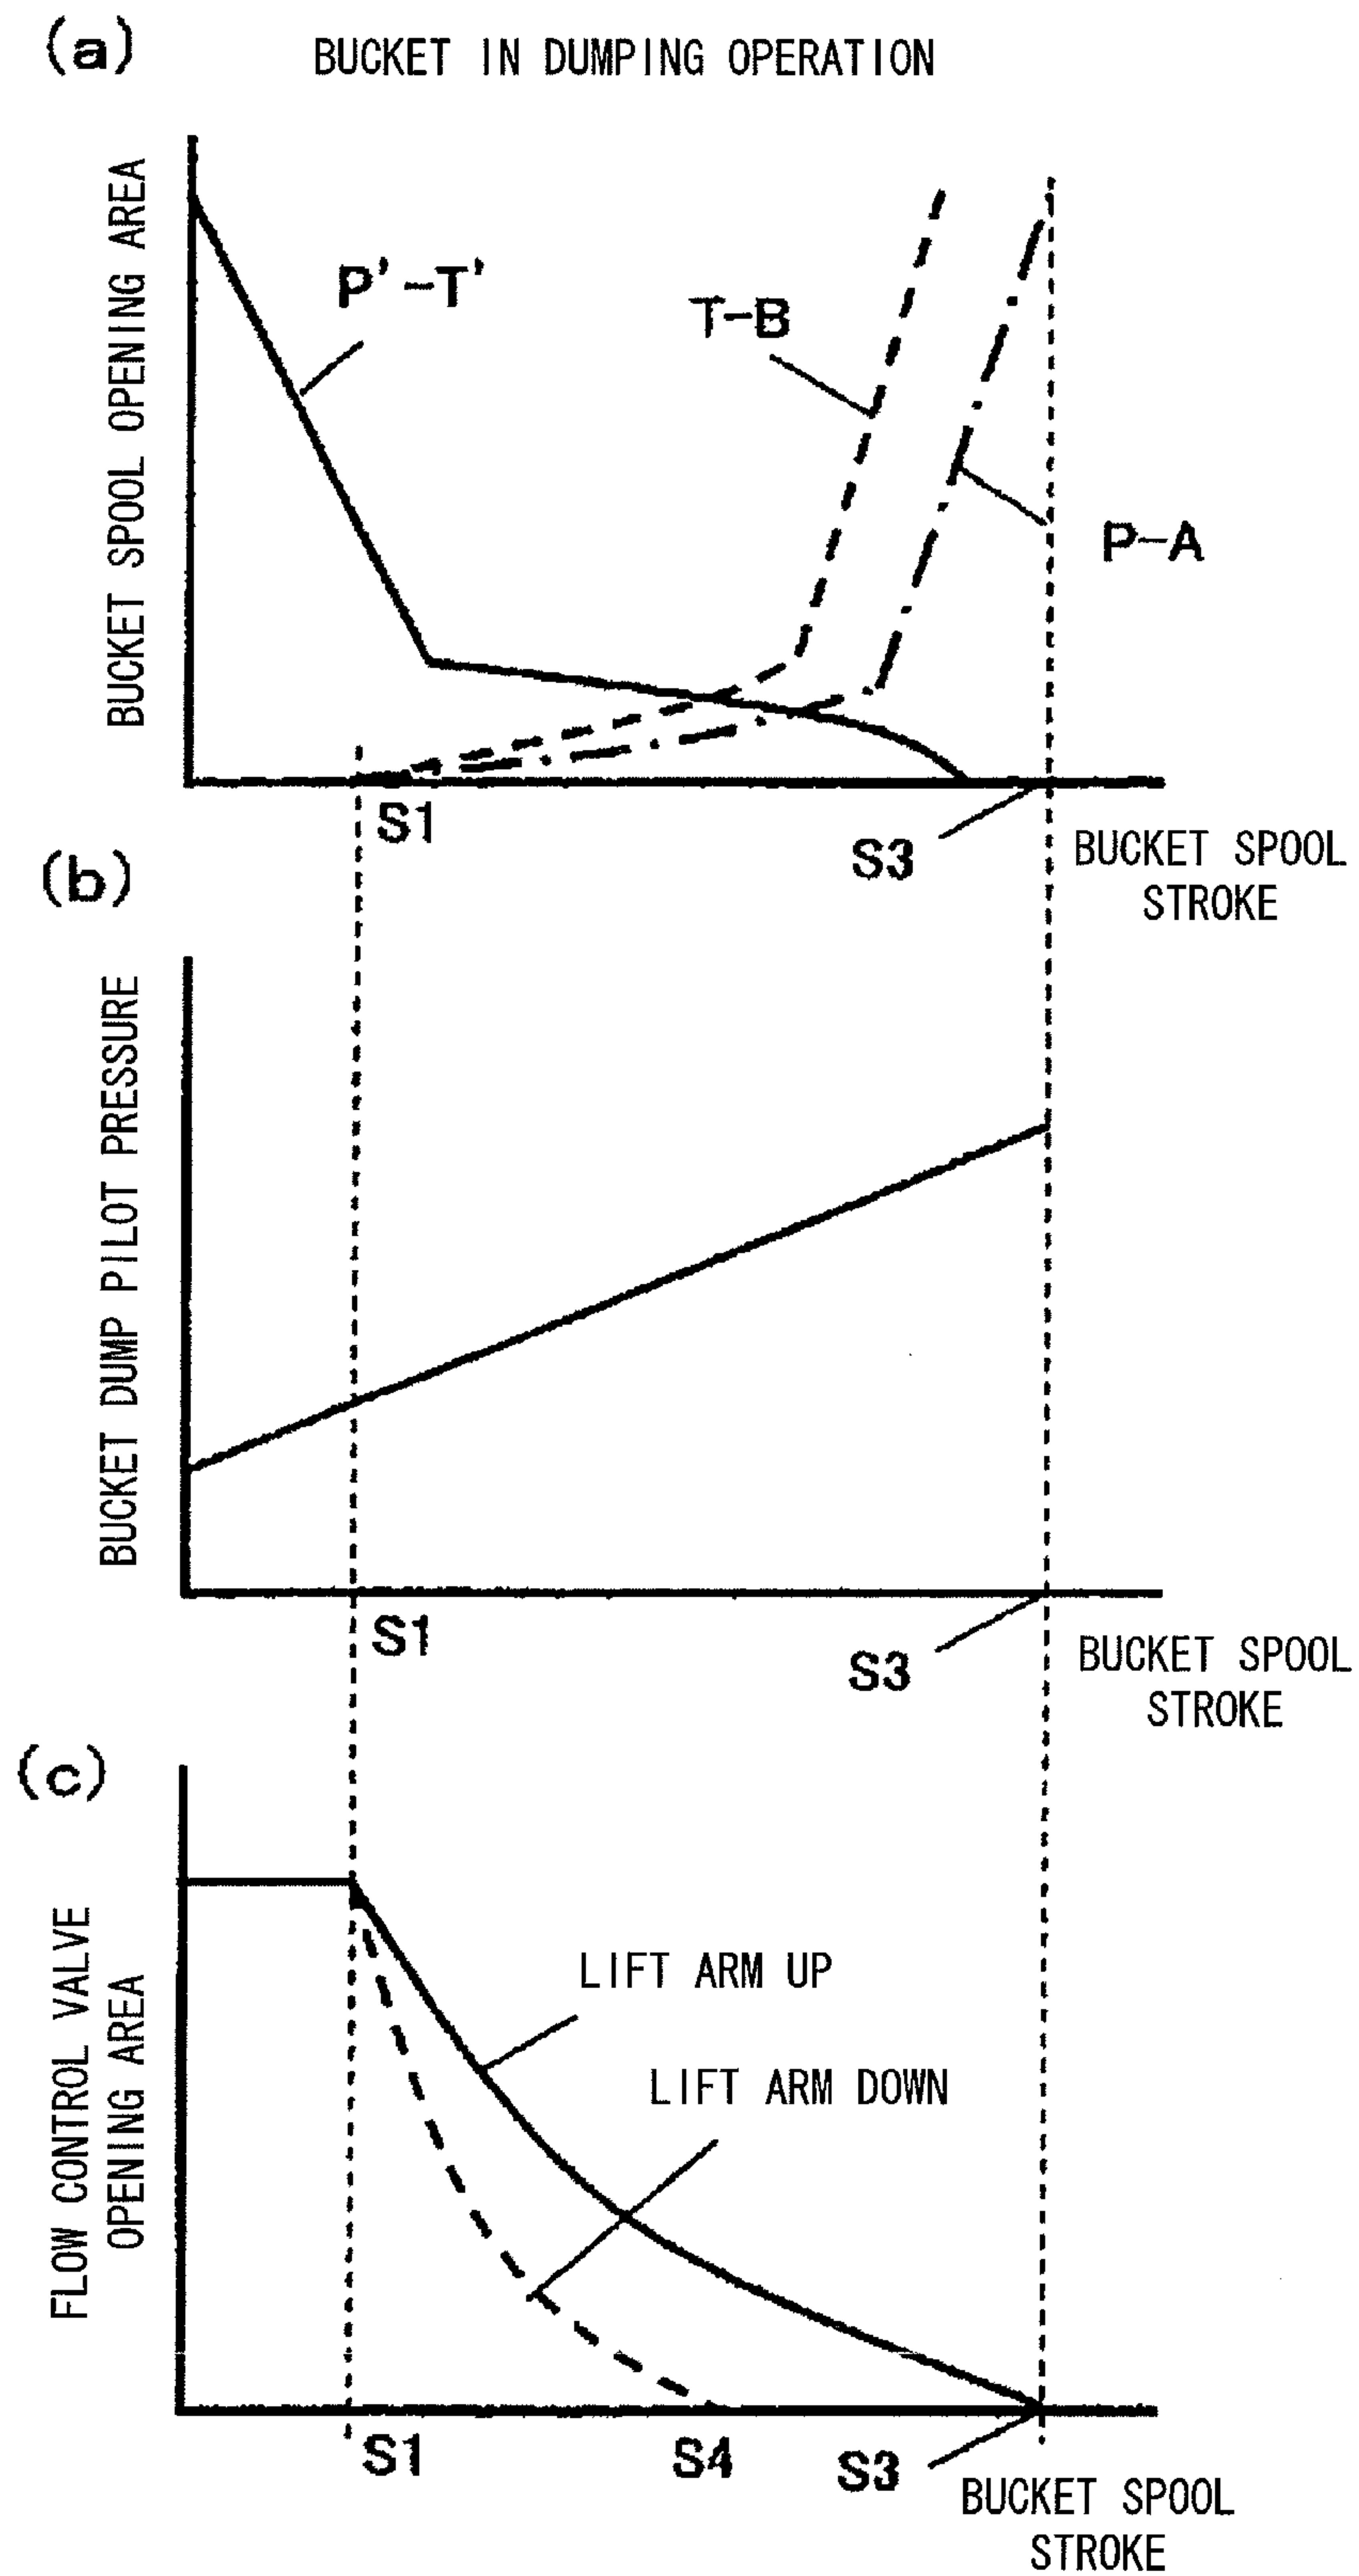 (a)
BUCKET IN DUMPING OPERATION
BUCKET SPOOL OPENING AREA
P'-T'
T-B
P-A
S1
S3
BUCKET SPOOL
STROKE
(b)
BUCKET DUMP PILOT PRESSURE
S1
S3
BUCKET SPOOL
STROKE
(c)
FLOW CONTROL VALVE
OPENING AREA
LIFT ARM UP
LIFT ARM DOWN
S1
S4
S3
BUCKET SPOOL
STROKE